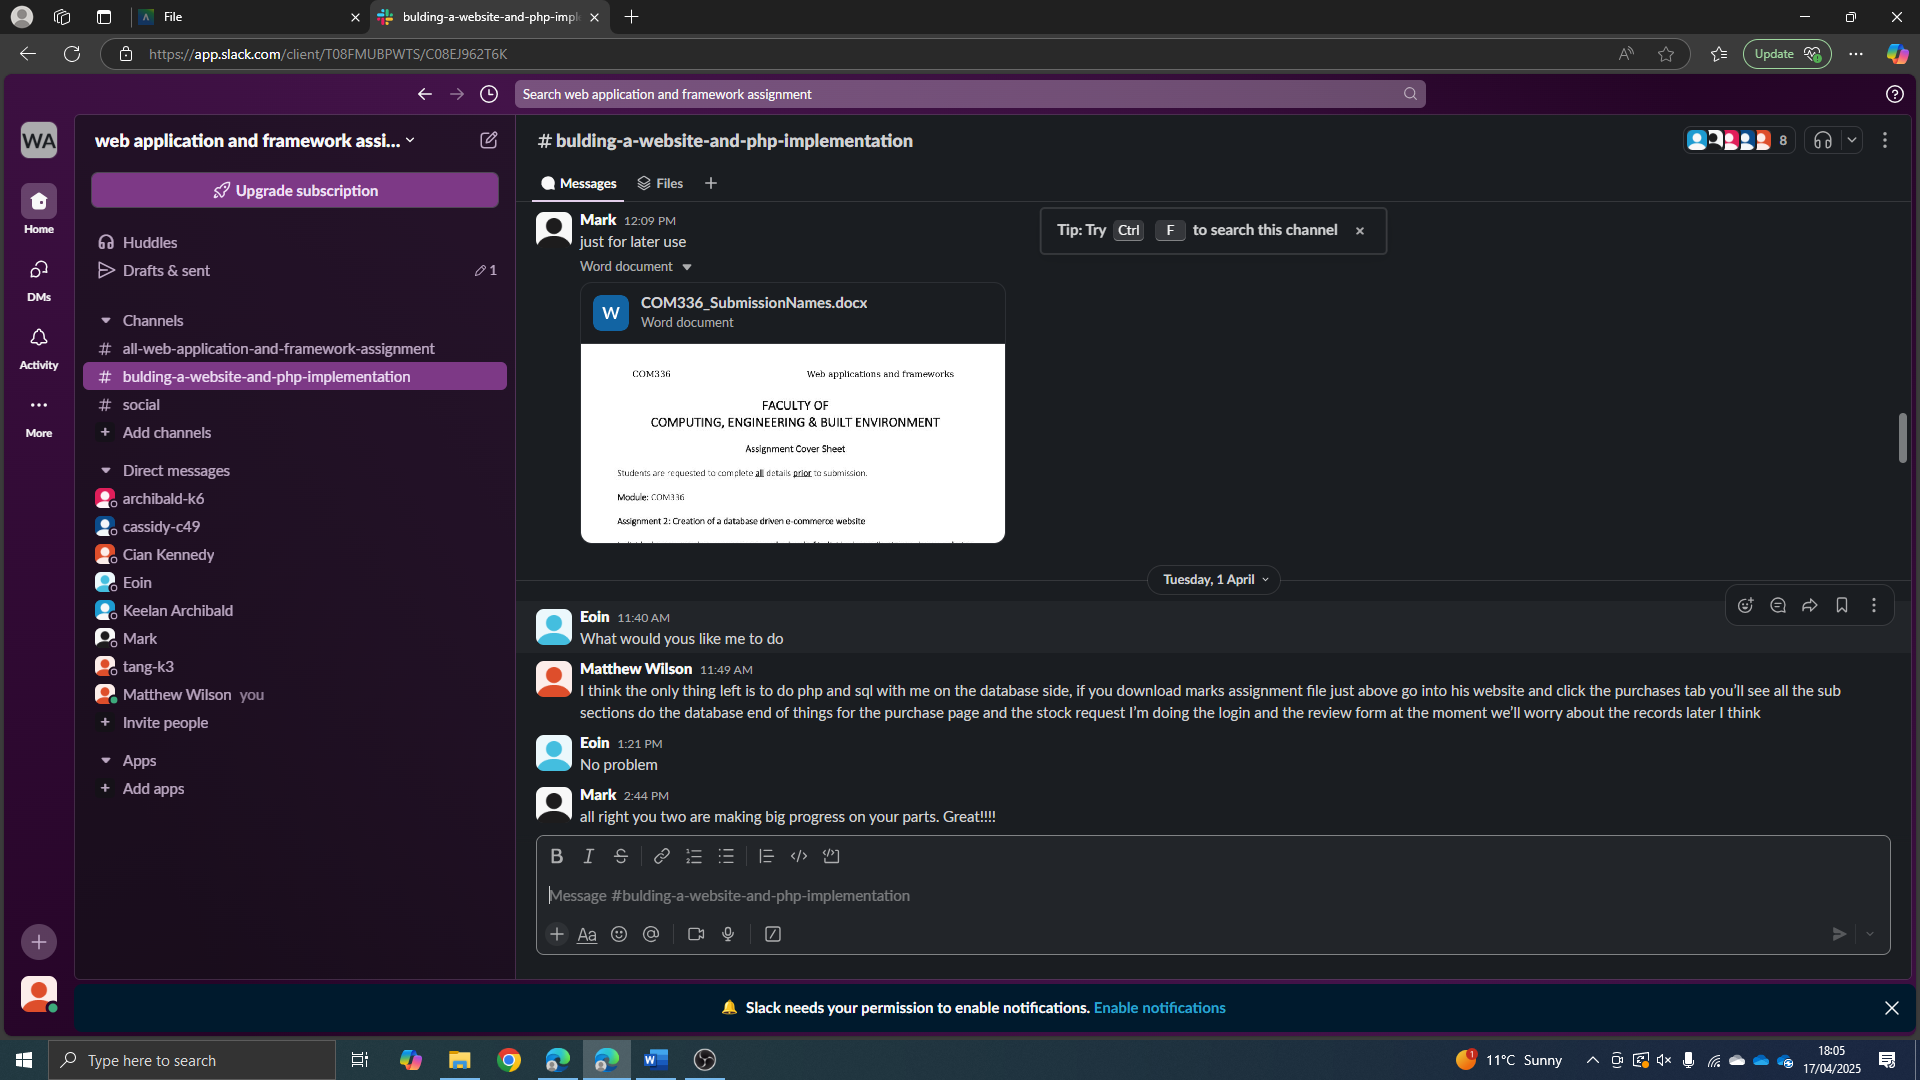 File
bulding-a-website-and-php-imple
https://app.slack.com/client/T08FMUBPWTS/C08EJ962T6K
Update
Search web application and framework assignment
WA
web application and framework assi...
Upgrade subscription
Home
DMs
Activity
More
Huddles
Drafts & sent
1
Channels
# all-web-application-and-framework-assignment
# bulding-a-website-and-php-implementation
# social
+ Add channels
Direct messages
archibald-k6
cassidy-c49
Cian Kennedy
Eoin
Keelan Archibald
Mark
tang-k3
Matthew Wilson you
+ Invite people
Apps
+ Add apps
# bulding-a-website-and-php-implementation
8
Messages
Files
Mark 12:09 PM
just for later use
Word document
Tip: Try Ctrl F to search this channel
W
COM336_SubmissionNames.docx
Word document
COM336
Web applications and frameworks
FACULTY OF
COMPUTING, ENGINEERING & BUILT ENVIRONMENT
Assignment Cover Sheet
Students are requested to complete all details prior to submission.
Module: COM336
Assignment 2: Creation of a database driven e-commerce website
Tuesday, 1 April
Eoin 11:40 AM
What would yous like me to do
Matthew Wilson 11:49 AM
I think the only thing left is to do php and sql with me on the database side, if you download marks assignment file just above go into his website and click the purchases tab you'll see all the sub
sections do the database end of things for the purchase page and the stock request I'm doing the login and the review form at the moment we'll worry about the records later I think
Eoin 1:21 PM
No problem
Mark 2:44 PM
all right you two are making big progress on your parts. Great!!!!
Message #bulding-a-website-and-php-implementation
Aa
Slack needs your permission to enable notifications. Enable notifications
Type here to search
1
11°C Sunny
18:05
17/04/2025